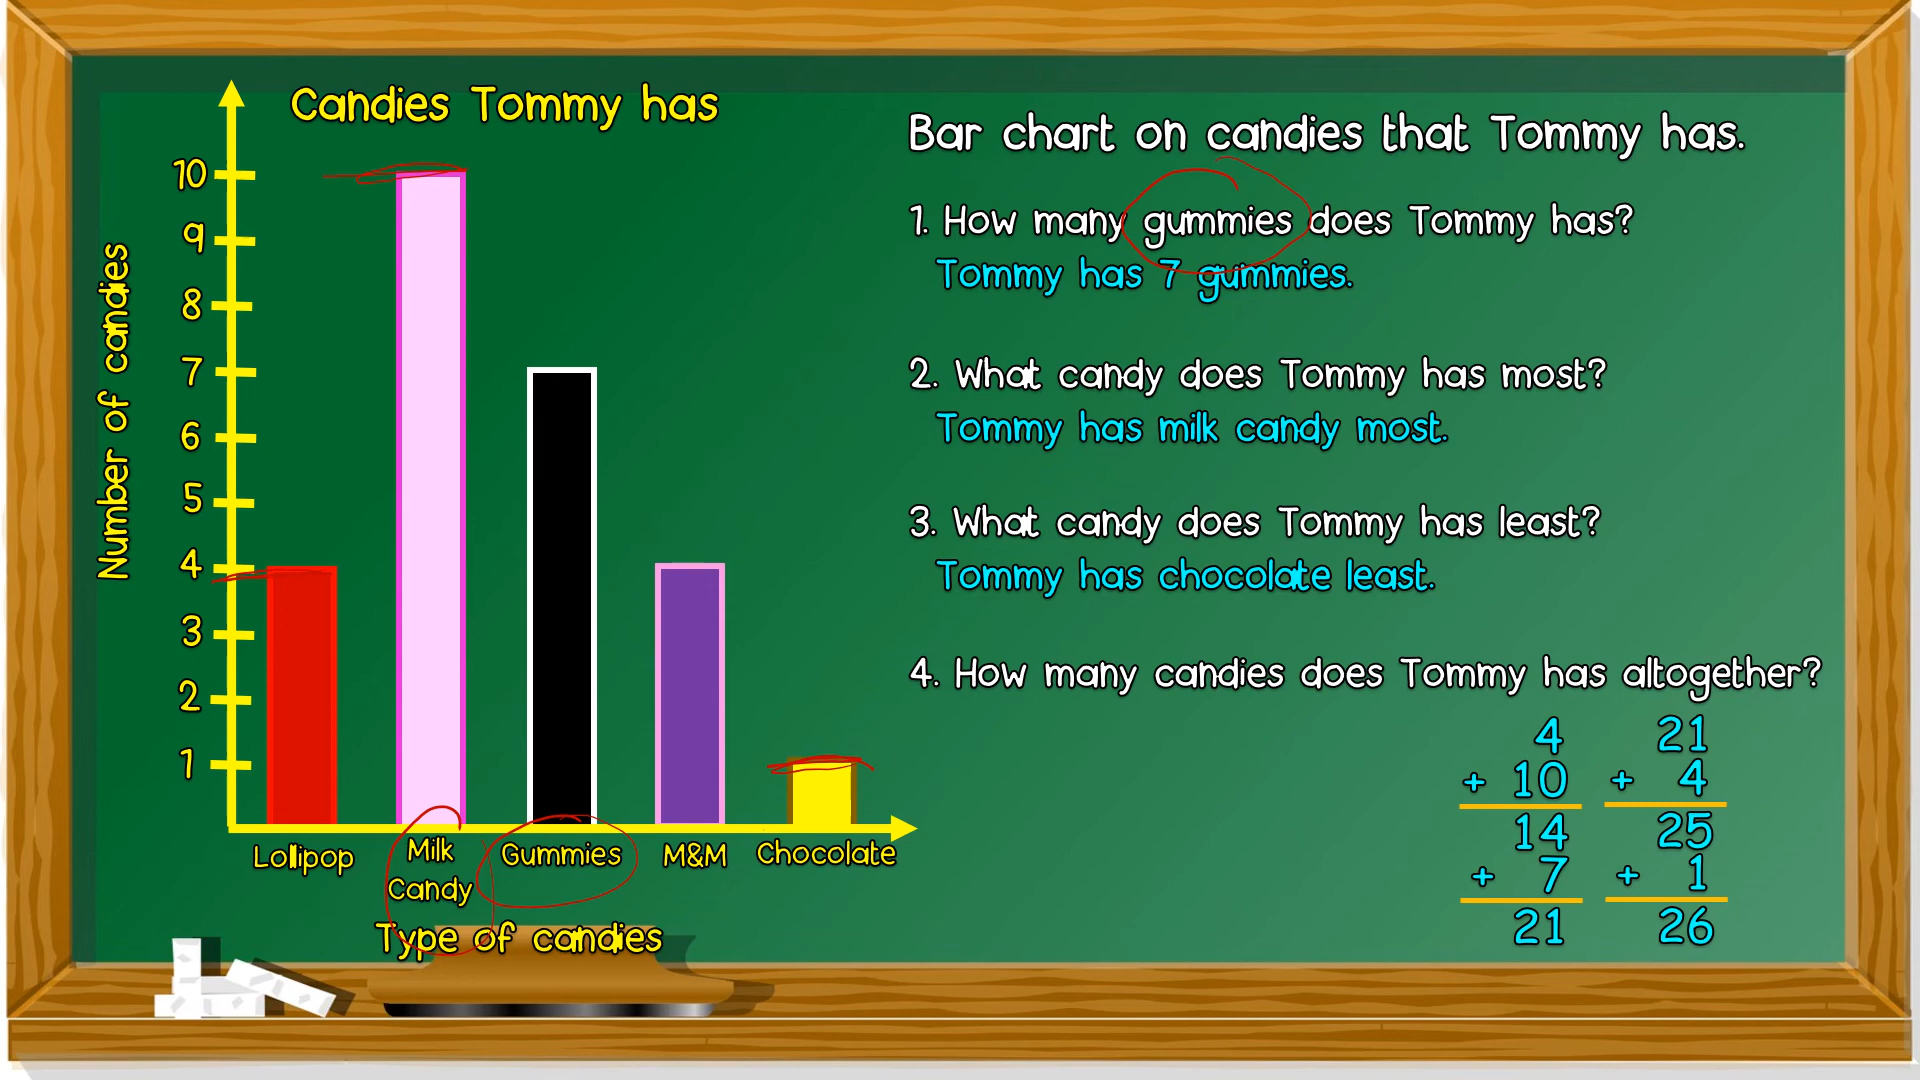 Candies Tommy has
Number of candies
10
9
8
7
6
5
4
3
2
1
Lollipop
Milk
Candy
Gummies
M&M
Chocolate
Type of candies
Bar chart on candies that Tommy has.
1. How many gummies does Tommy has?
Tommy has 7 gummies.
2. What candy does Tommy has most?
Tommy has milk candy most.
3. What candy does Tommy has least?
Tommy has chocolate least.
4. How many candies does Tommy has altogether?
4
+ 10
14
+ 7
21
21
+ 4
25
+ 1
26